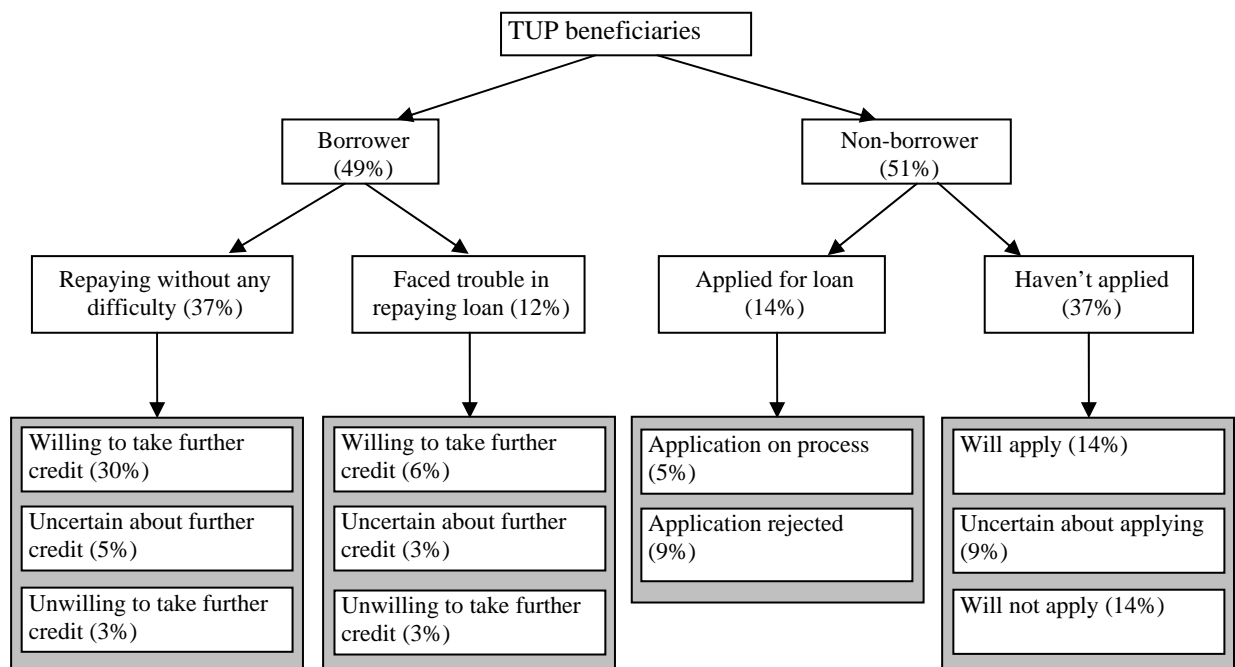 TUP beneficiaries
Borrower
(49%)
Non-borrower
(51%)
Repaying without any
difficulty (37%)
Faced trouble in
repaying loan (12%)
Applied for loan
(14%)
Haven’t applied
(37%)
Willing to take further
credit (30%)
Uncertain about further
credit (5%)
Unwilling to take further
credit (3%)
Willing to take further
credit (6%)
Uncertain about further
credit (3%)
Unwilling to take further
credit (3%)
Application on process
(5%)
Application rejected
(9%)
Will apply (14%)
Uncertain about applying
(9%)
Will not apply (14%)